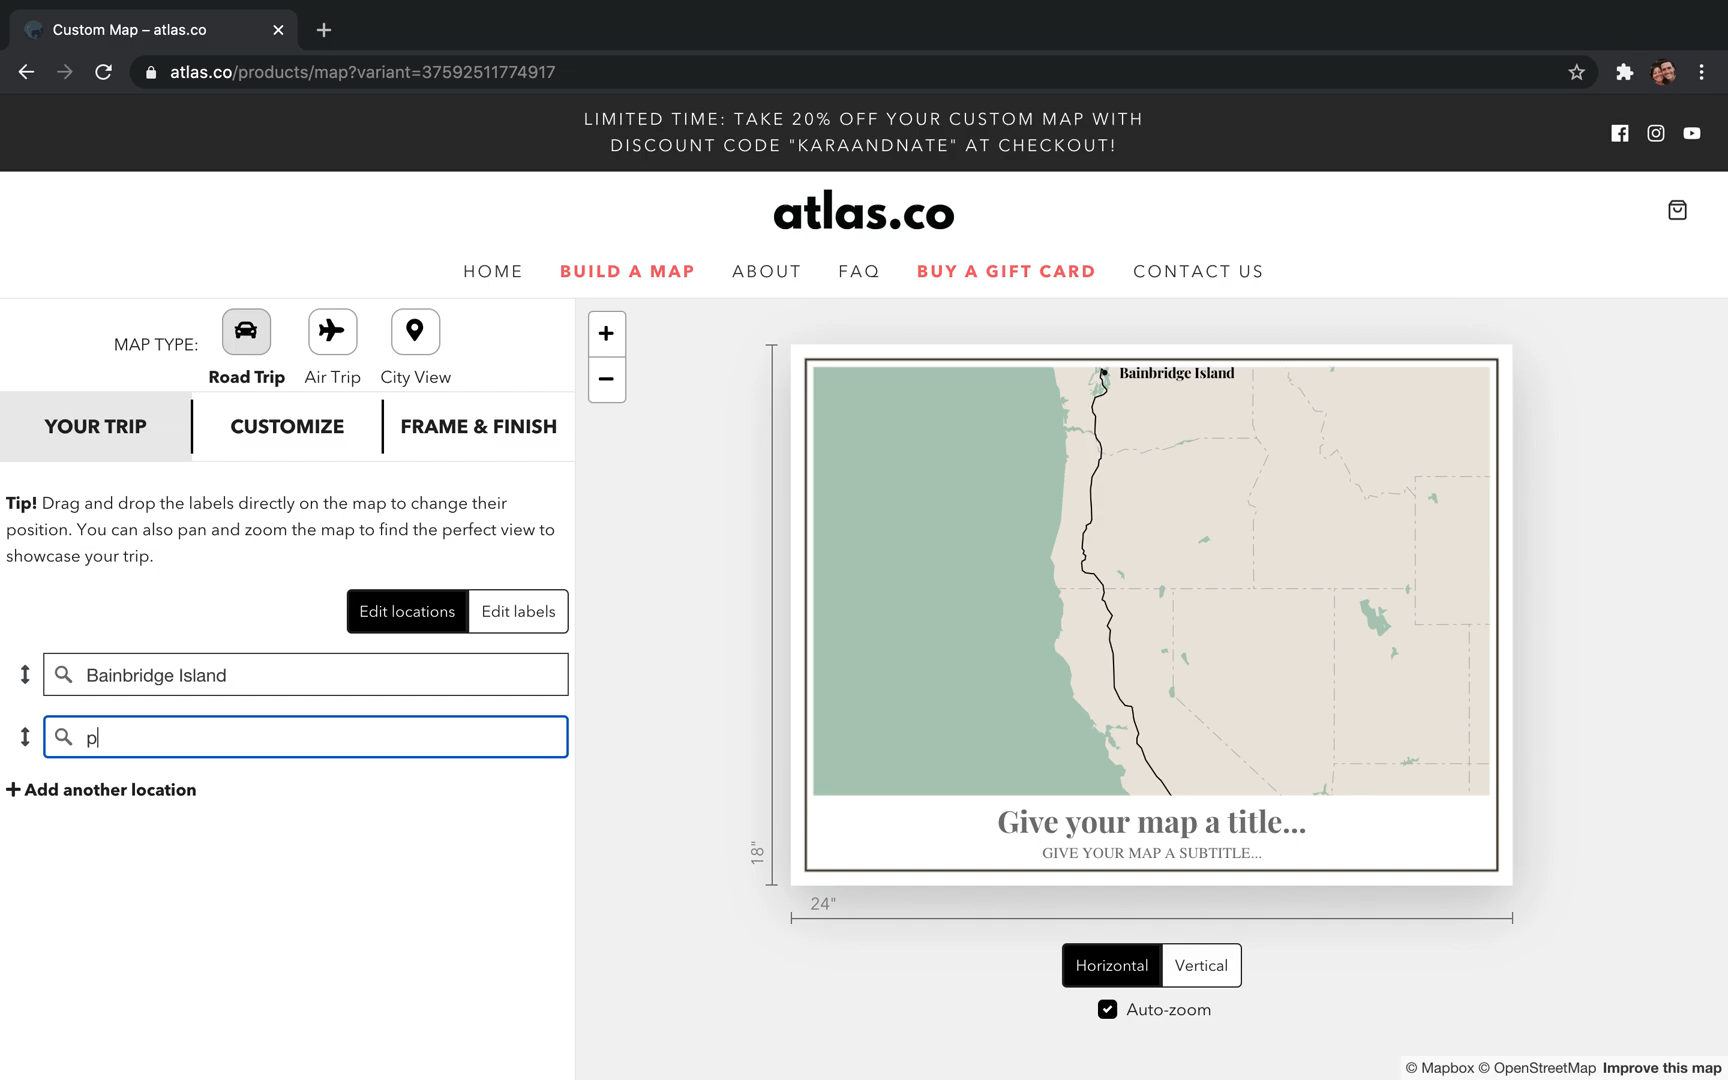 Custom Map – atlas.co
atlas.co/products/map?variant=37592511774917
LIMITED TIME: TAKE 20% OFF YOUR CUSTOM MAP WITH
DISCOUNT CODE "KARAANDNATE" AT CHECKOUT!
atlas.co
HOME
BUILD A MAP
ABOUT
FAQ
BUY A GIFT CARD
CONTACT US
MAP TYPE:
Road Trip
Air Trip
City View
YOUR TRIP
CUSTOMIZE
FRAME & FINISH
Tip! Drag and drop the labels directly on the map to change their
position. You can also pan and zoom the map to find the perfect view to
showcase your trip.
Edit locations
Edit labels
Bainbridge Island
p
+ Add another location
+
−
Bainbridge Island
Give your map a title...
GIVE YOUR MAP A SUBTITLE...
18"
24"
Horizontal
Vertical
Auto-zoom
© Mapbox © OpenStreetMap Improve this map